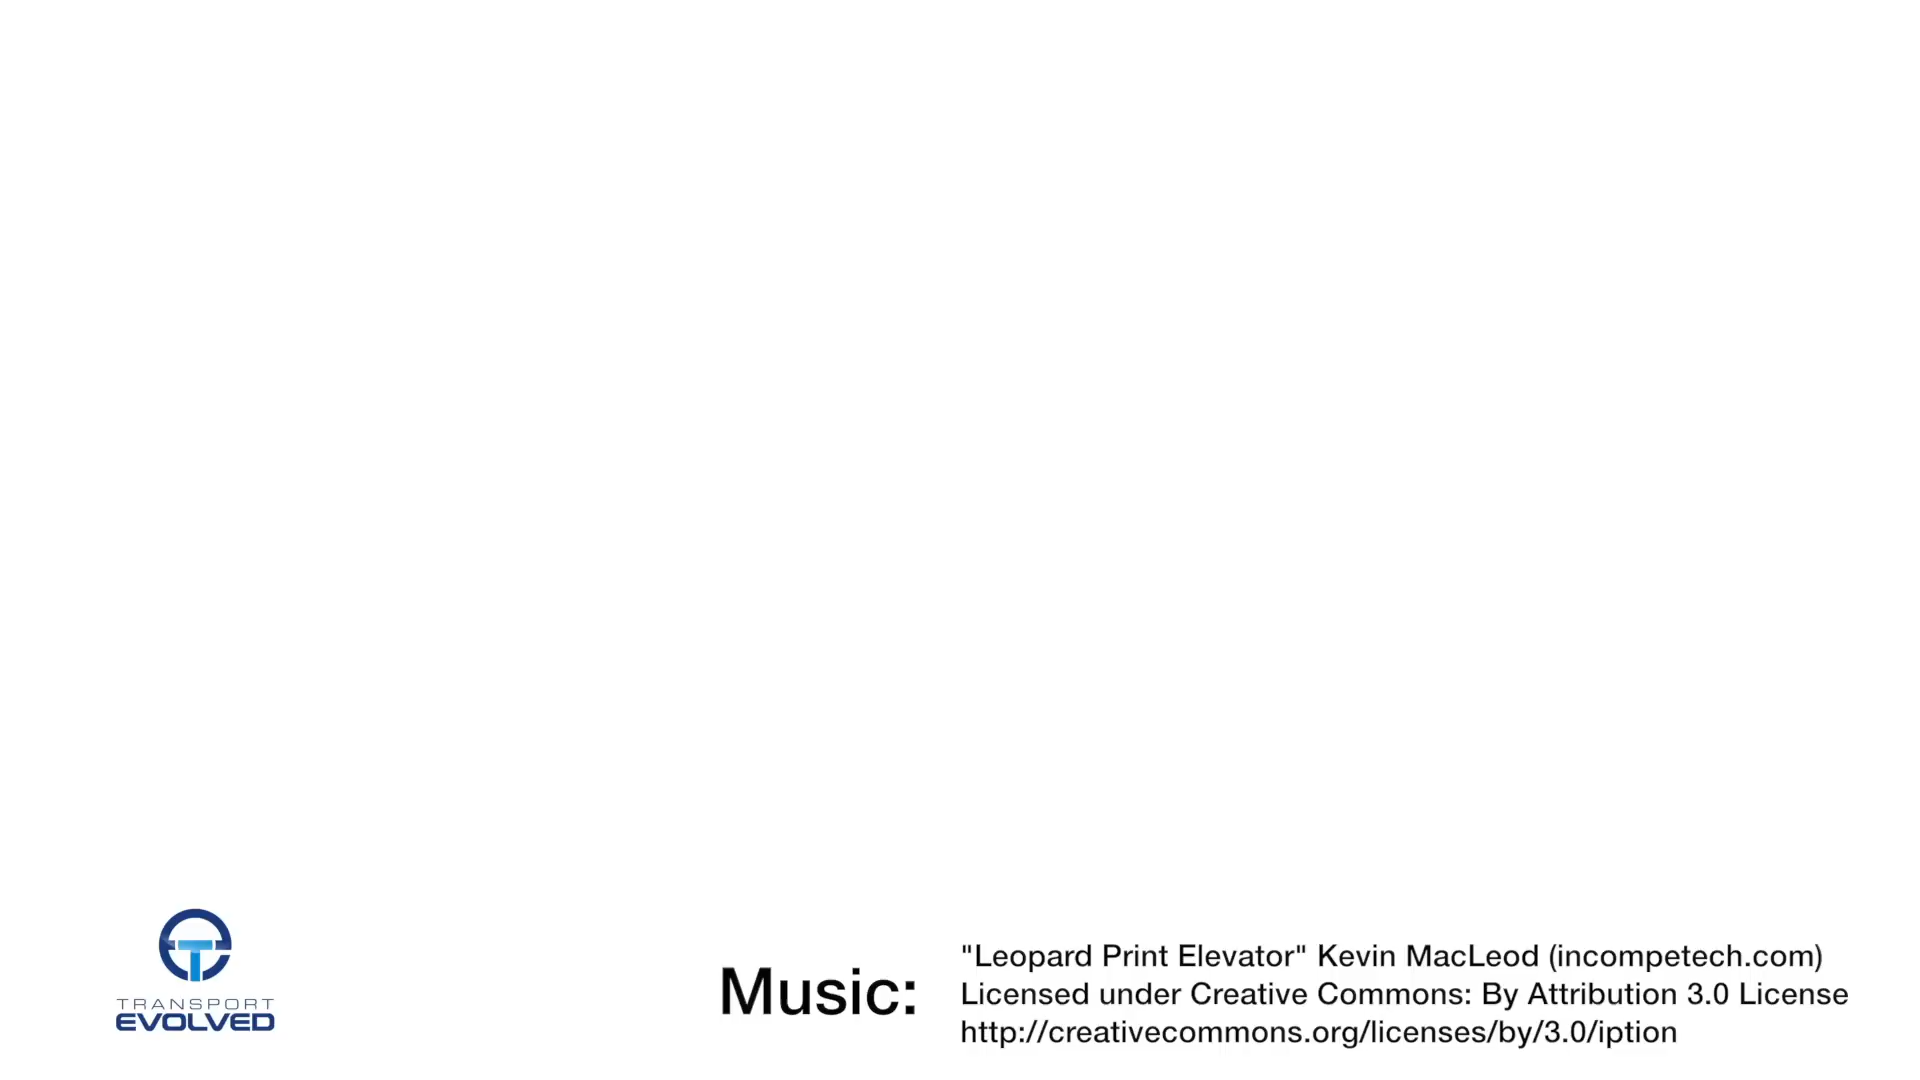 TRANSPORT
EVOLVED
Music:
"Leopard Print Elevator" Kevin MacLeod (incompetech.com)
Licensed under Creative Commons: By Attribution 3.0 License
http://creativecommons.org/licenses/by/3.0/iption